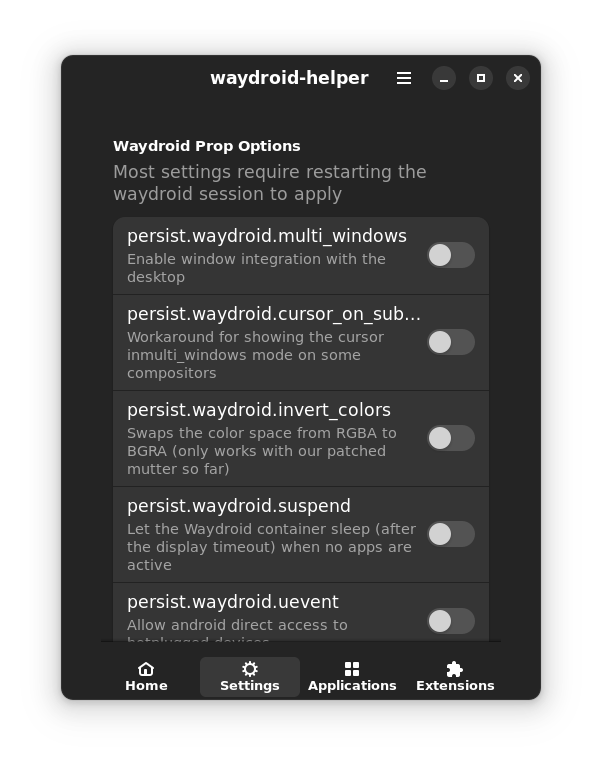 waydroid-helper
Waydroid Prop Options
Most settings require restarting the
waydroid session to apply
persist.waydroid.multi_windows
Enable window integration with the
desktop
persist.waydroid.cursor_on_sub…
Workaround for showing the cursor
inmulti_windows mode on some
compositors
persist.waydroid.invert_colors
Swaps the color space from RGBA to
BGRA (only works with our patched
mutter so far)
persist.waydroid.suspend
Let the Waydroid container sleep (after
the display timeout) when no apps are
active
persist.waydroid.uevent
Allow android direct access to
hotplugged devices
Home
Settings
Applications
Extensions